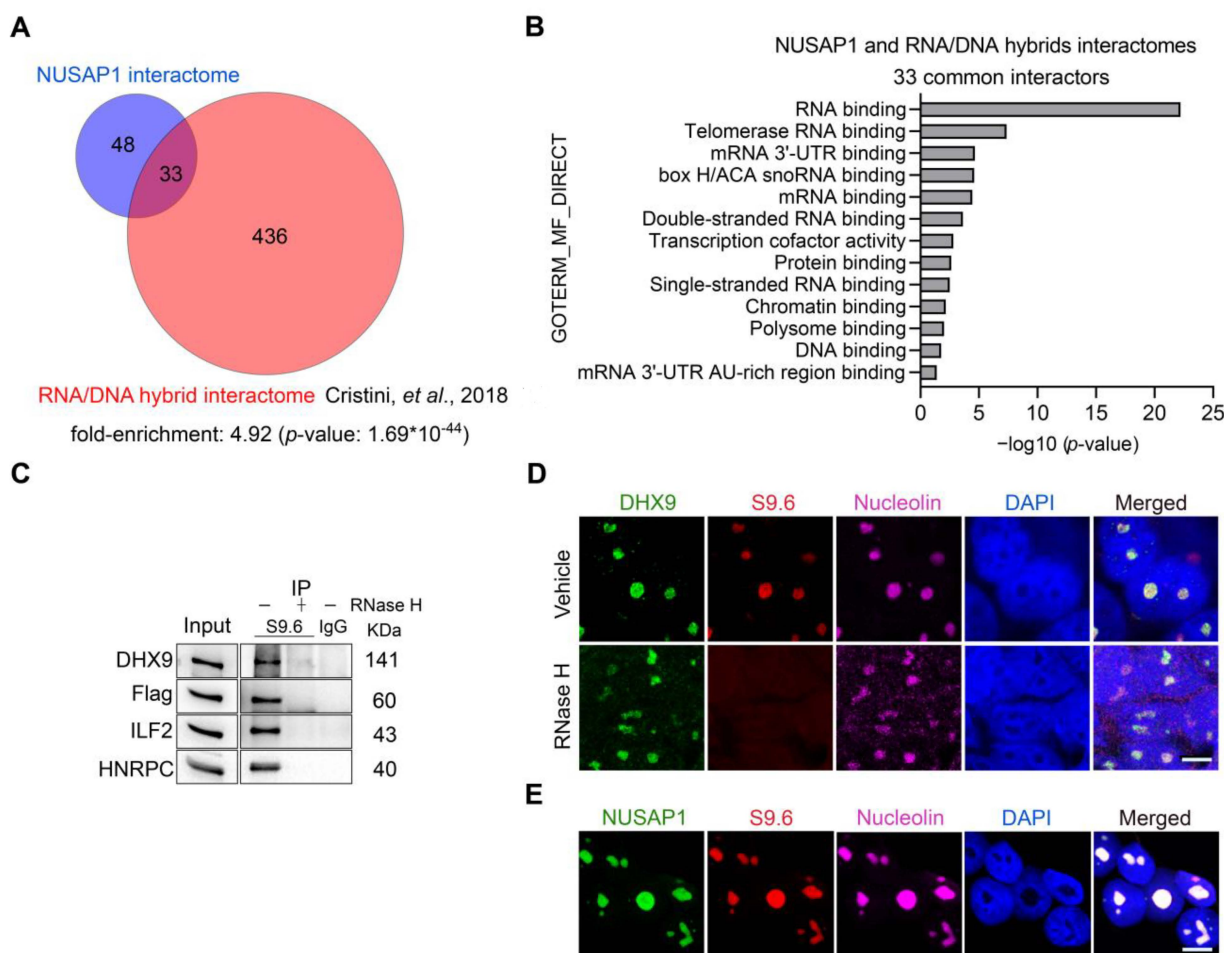 A
NUSAP1 interactome
48
33
436
RNA/DNA hybrid interactome Cristini, et al., 2018
fold-enrichment: 4.92 (p-value: 1.69*10⁻⁴⁴)
B
NUSAP1 and RNA/DNA hybrids interactomes
33 common interactors
GOTERM_MF_DIRECT
RNA binding
Telomerase RNA binding
mRNA 3'-UTR binding
box H/ACA snoRNA binding
mRNA binding
Double-stranded RNA binding
Transcription cofactor activity
Protein binding
Single-stranded RNA binding
Chromatin binding
Polysome binding
DNA binding
mRNA 3'-UTR AU-rich region binding
0 5 10 15 20 25
−log10 (p-value)
C
IP
− + − RNase H
Input S9.6 IgG KDa
DHX9 141
Flag 60
ILF2 43
HNRPC 40
D
DHX9 S9.6 Nucleolin DAPI Merged
Vehicle
RNase H
E
NUSAP1 S9.6 Nucleolin DAPI Merged